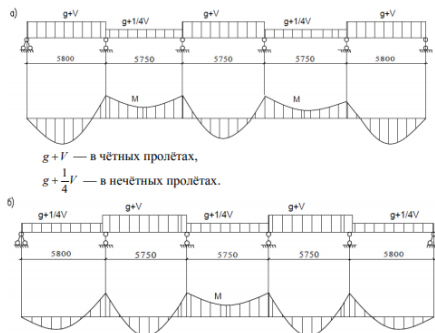 а)
g+V g+1/4V g+V g+1/4V g+V
5800 5750 5750 5750 5800
M M
g+V — в чётных пролётах,
g+\frac{1}{4}V — в нечётных пролётах.
б)
g+1/4V g+V g+1/4V g+V g+1/4V
5800 5750 5750 5750 5800
M